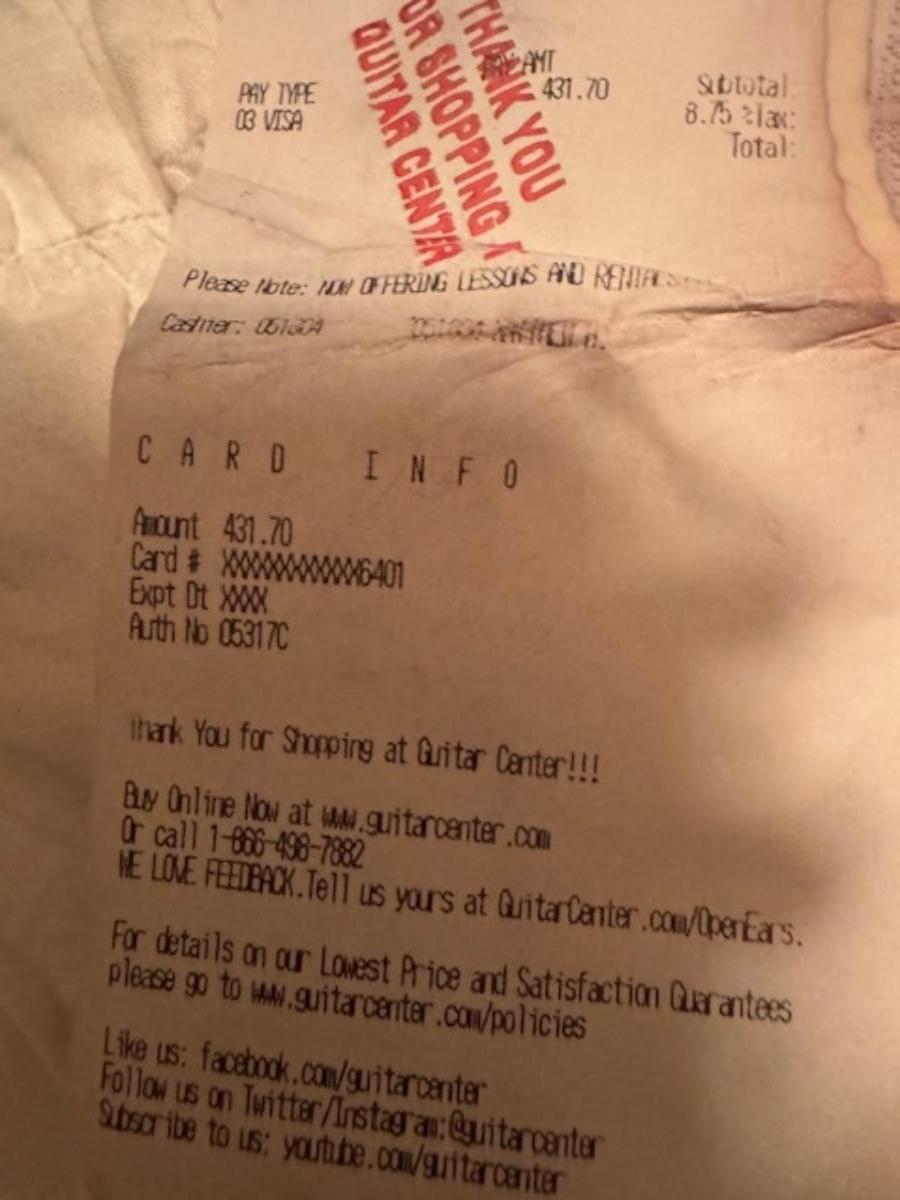 THANK YOU
OR SHOPPING A
GUITAR CENTER
PAY AMT
PAY TYPE 431.70 Subtotal:
03 VISA 8.75 %Tax:
Total:
Please Note: NOW OFFERING LESSONS AND RENTALS
Cashier: 051304
CARD INFO
Amount 431.70
Card # XXXXXXXXXXXX6401
Expt Dt XXXX
Auth No 05317C
Thank You for Shopping at Guitar Center!!!
Buy Online Now at www.guitarcenter.com
Or call 1-866-498-7882
WE LOVE FEEDBACK.Tell us yours at GuitarCenter.com/OpenEars.
For details on our Lowest Price and Satisfaction Guarantees
please go to www.guitarcenter.com/policies
Like us: facebook.com/guitarcenter
Follow us on Twitter/Instagram:@guitarcenter
Subscribe to us: youtube.com/guitarcenter